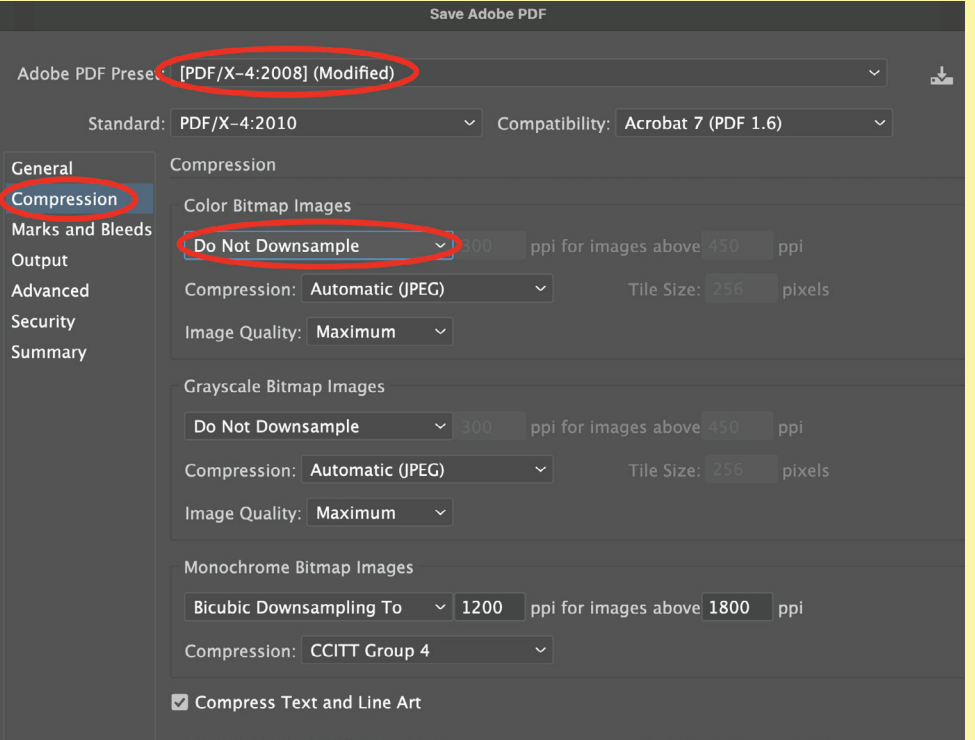 Save Adobe PDF
Adobe PDF Preset: [PDF/X-4:2008] (Modified)
Standard: PDF/X-4:2010 Compatibility: Acrobat 7 (PDF 1.6)
General
Compression
Marks and Bleeds
Output
Advanced
Security
Summary
Compression
Color Bitmap Images
Do Not Downsample 300 ppi for images above 450 ppi
Compression: Automatic (JPEG) Tile Size: 256 pixels
Image Quality: Maximum
Grayscale Bitmap Images
Do Not Downsample 300 ppi for images above 450 ppi
Compression: Automatic (JPEG) Tile Size: 256 pixels
Image Quality: Maximum
Monochrome Bitmap Images
Bicubic Downsampling To 1200 ppi for images above 1800 ppi
Compression: CCITT Group 4
Compress Text and Line Art